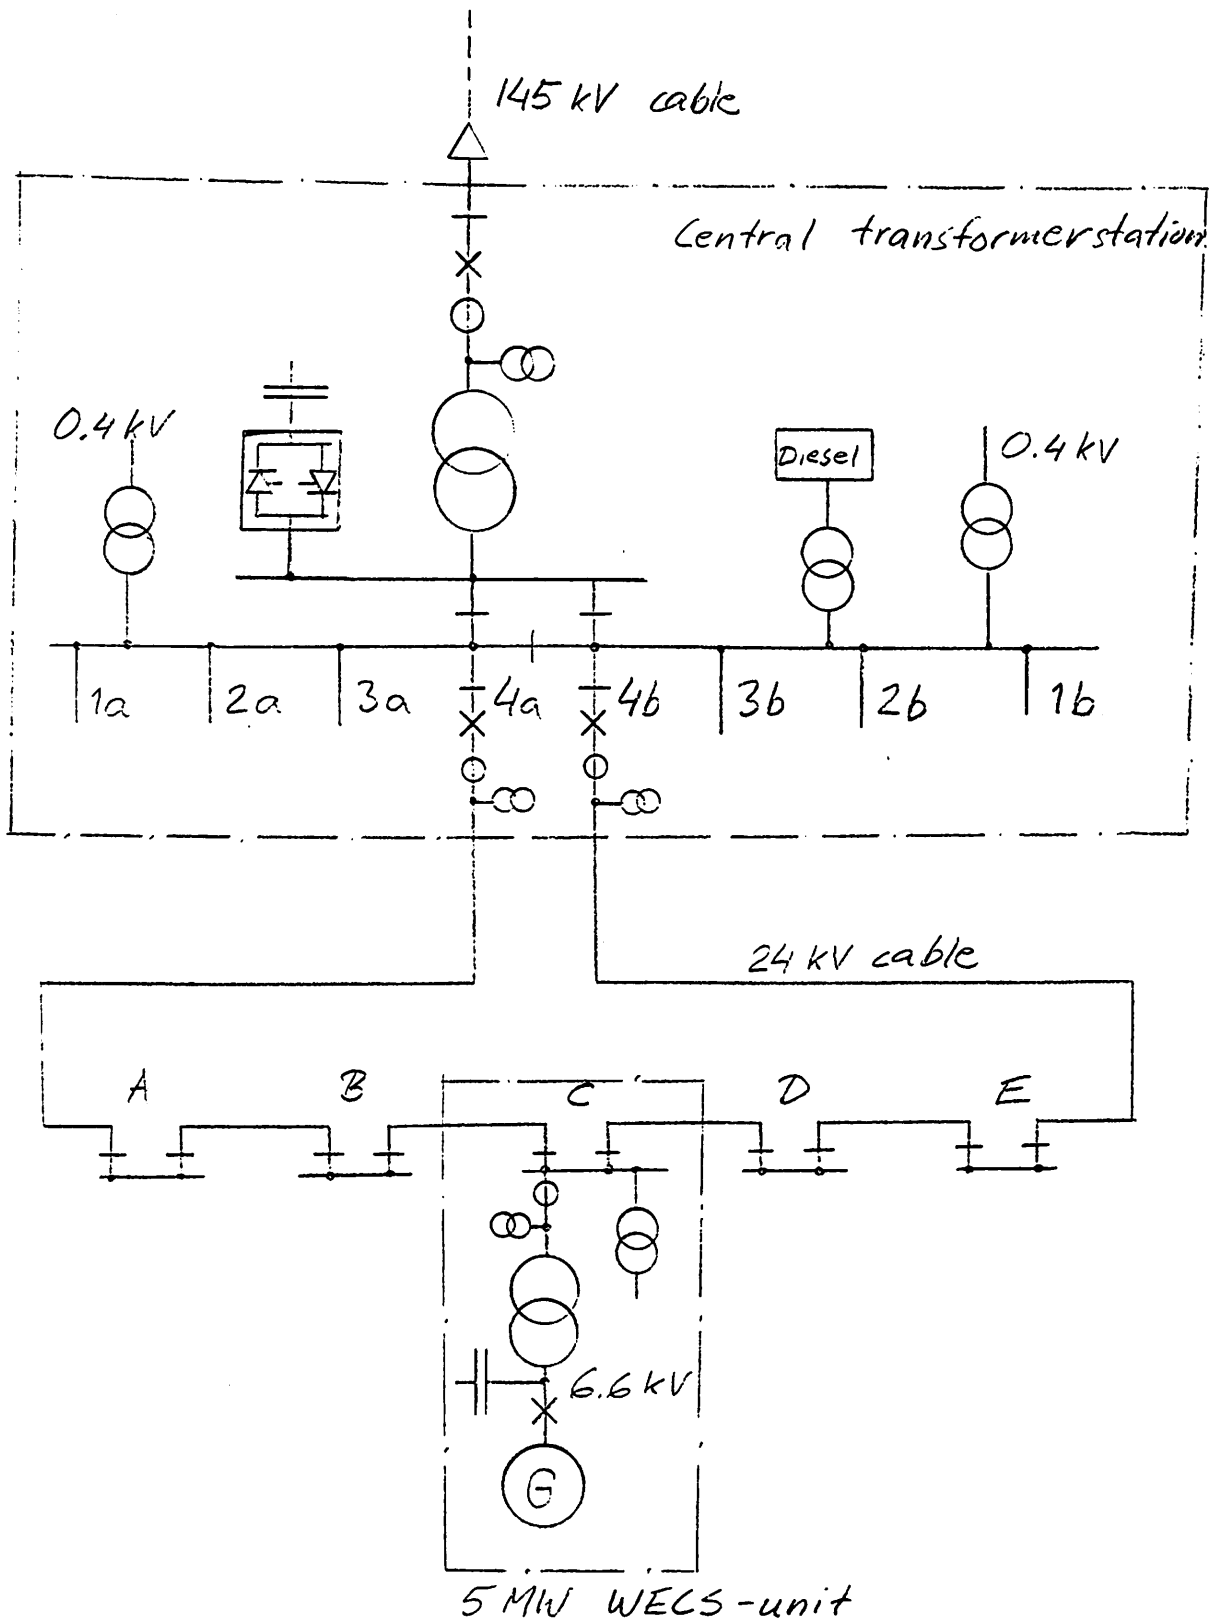 145 kV cable
Central transformerstation
0.4 kV
Diesel
0.4 kV
1a 2a 3a 4a 4b 3b 2b 1b
24 kV cable
A B C D E
6.6 kV
G
5 MW WECS-unit